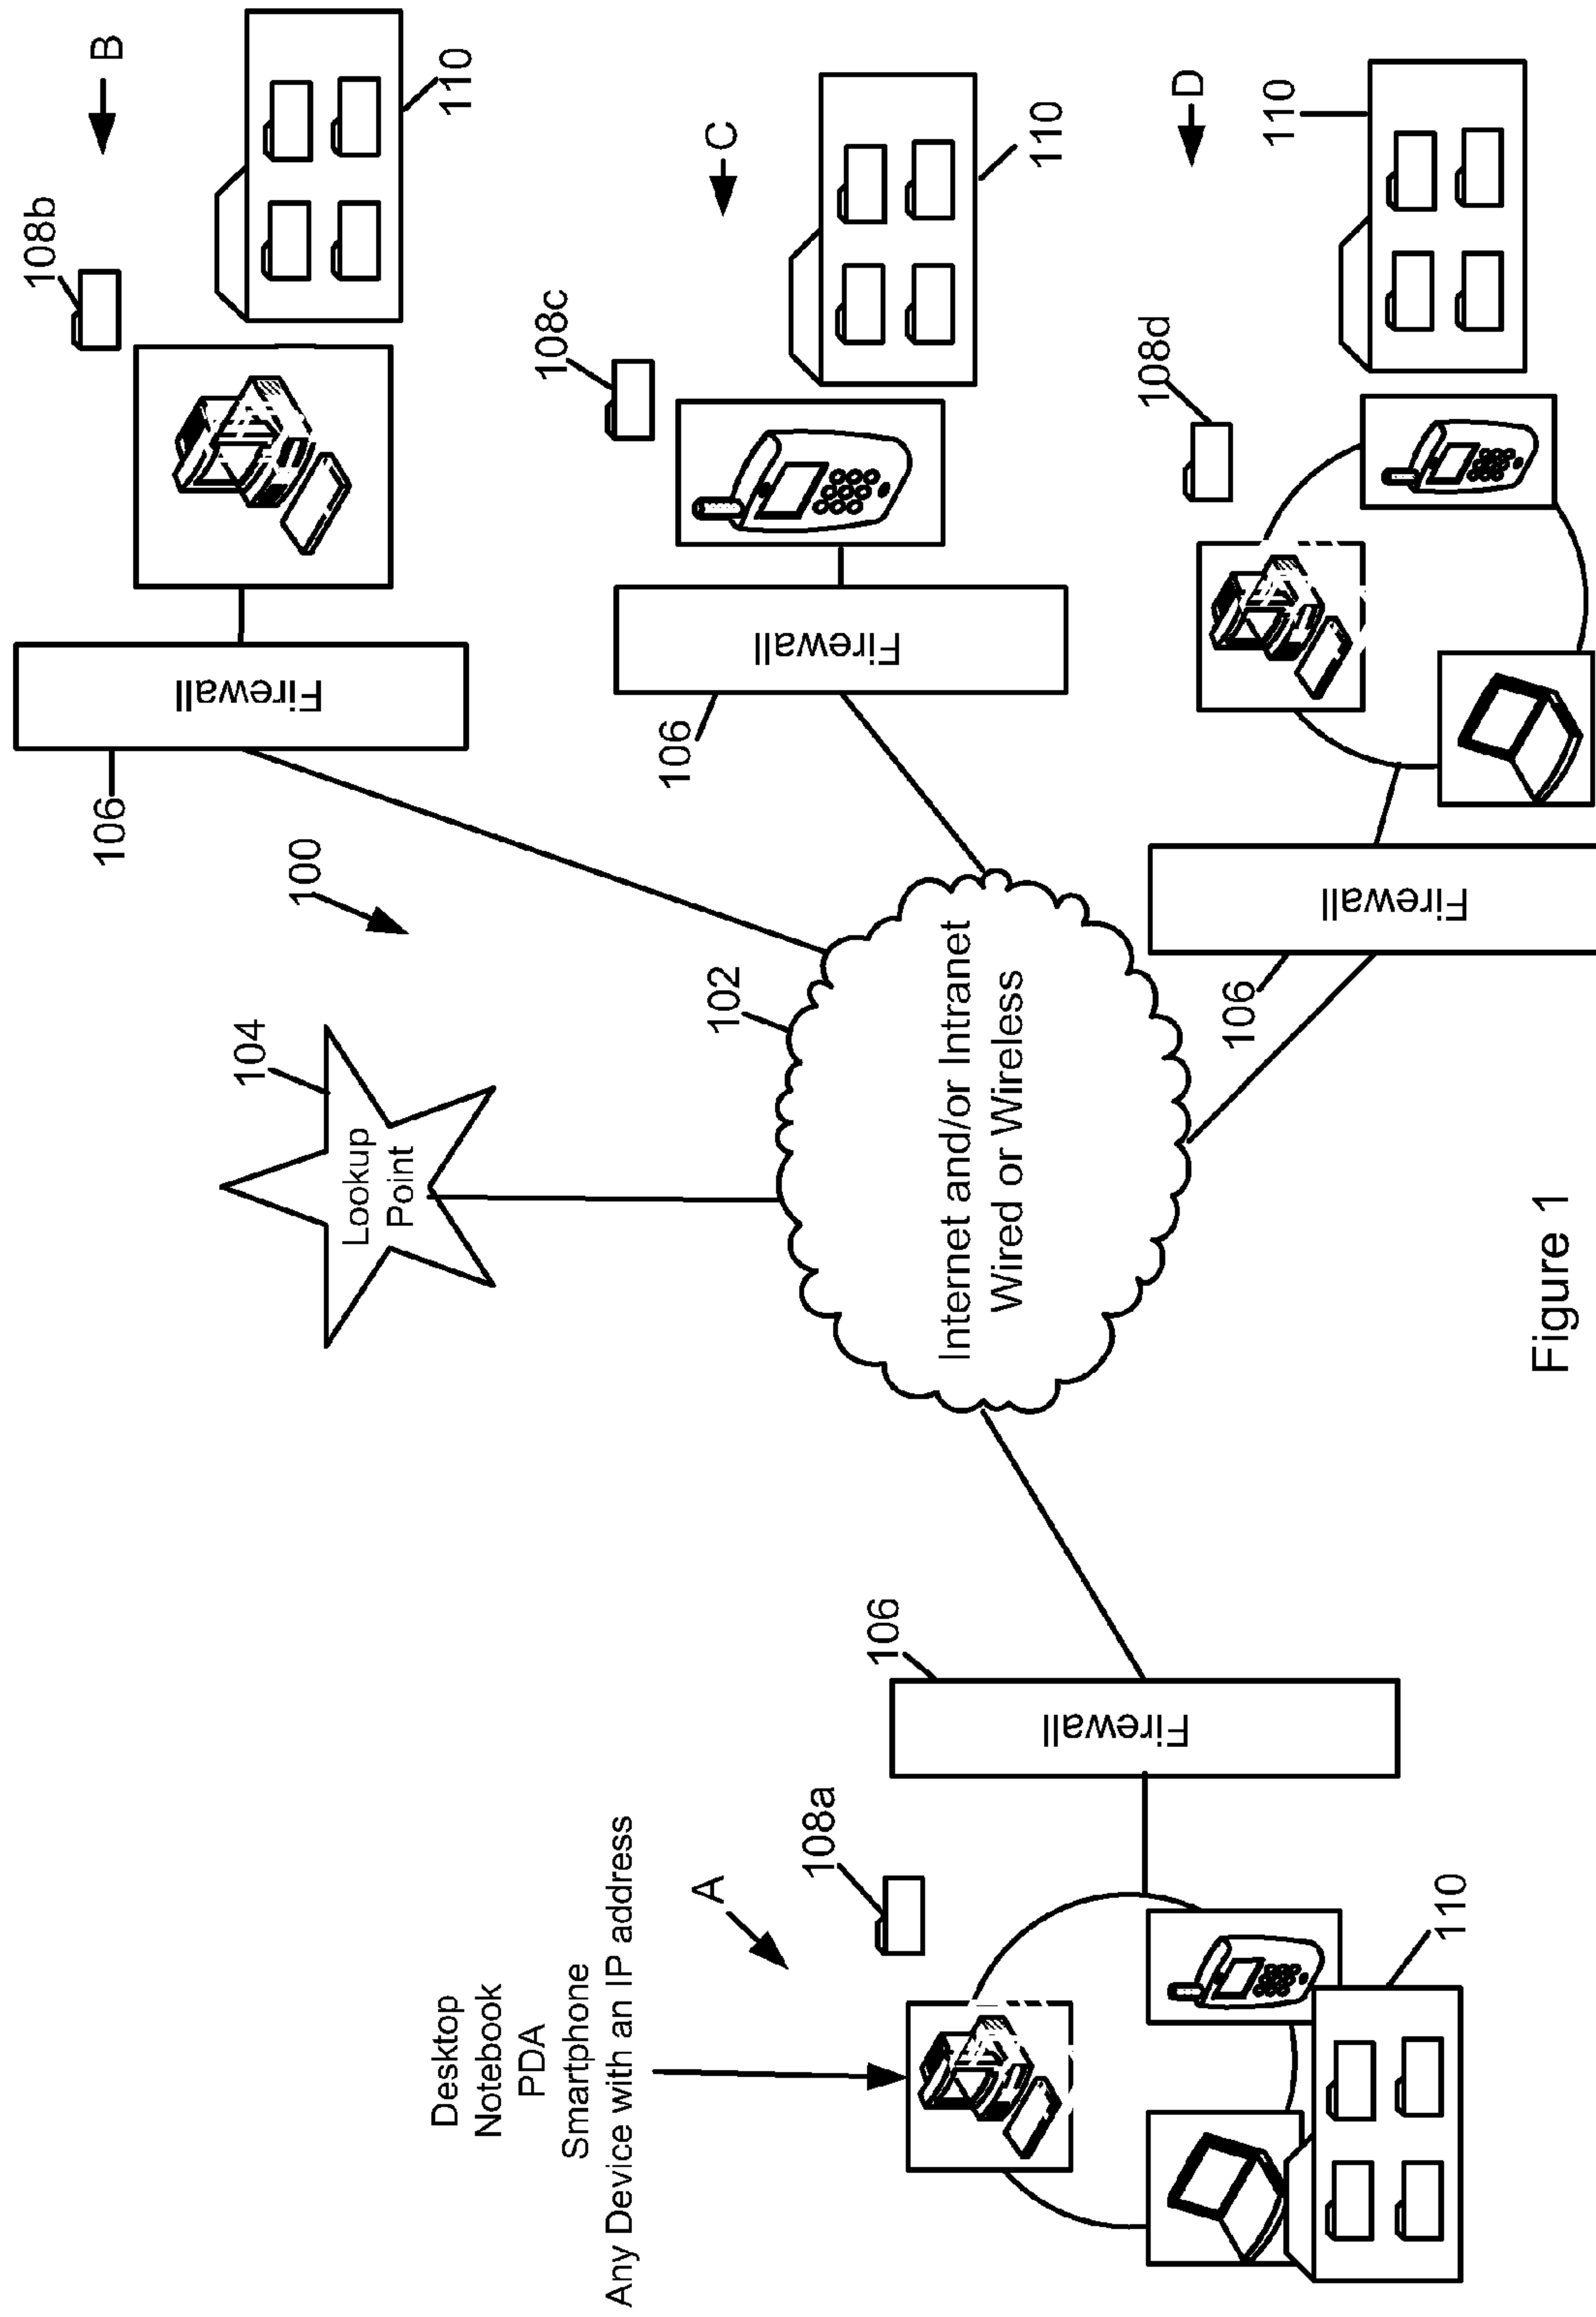 100
104
Lookup
Point
102
Internet and/or Intranet
Wired or Wireless
Desktop
Notebook
PDA
Smartphone
Any Device with an IP address
A
108a
106
Firewall
110
106
Firewall
108b
B
110
106
Firewall
108c
C
110
106
Firewall
108d
D
110
Figure 1